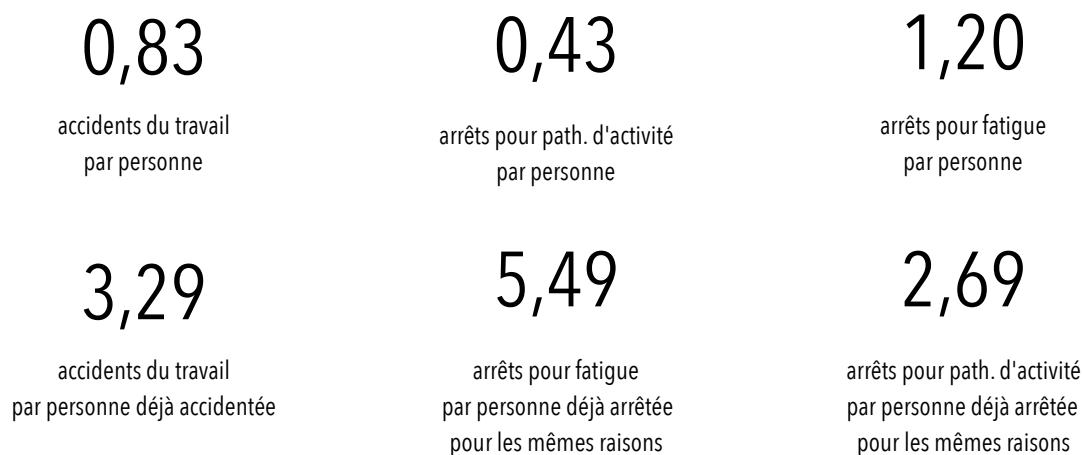 0,83
accidents du travail
par personne
0,43
arrêts pour path. d'activité
par personne
1,20
arrêts pour fatigue
par personne
3,29
accidents du travail
par personne déjà accidentée
5,49
arrêts pour fatigue
par personne déjà arrêtée
pour les mêmes raisons
2,69
arrêts pour path. d'activité
par personne déjà arrêtée
pour les mêmes raisons